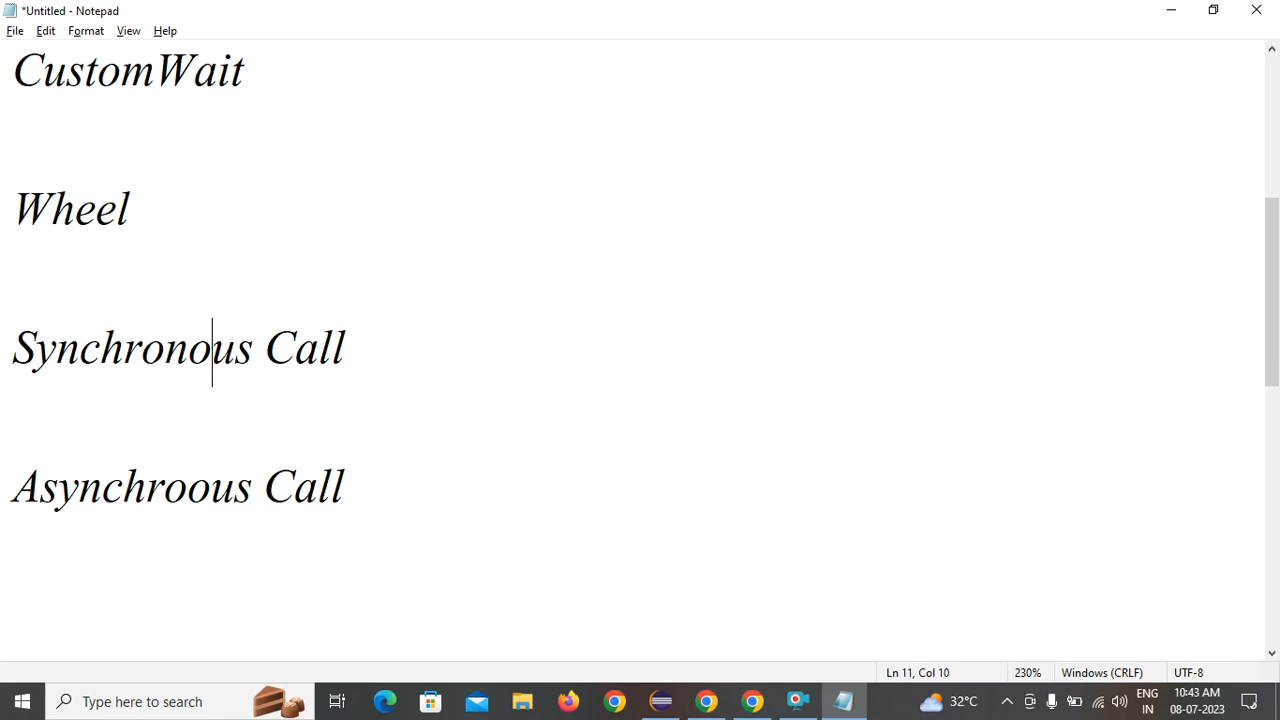 *Untitled - Notepad
File Edit Format View Help
CustomWait
Wheel
Synchronous Call
Asynchroous Call
Ln 11, Col 10 230% Windows (CRLF) UTF-8
Type here to search
32°C
ENG
IN
10:43 AM
08-07-2023